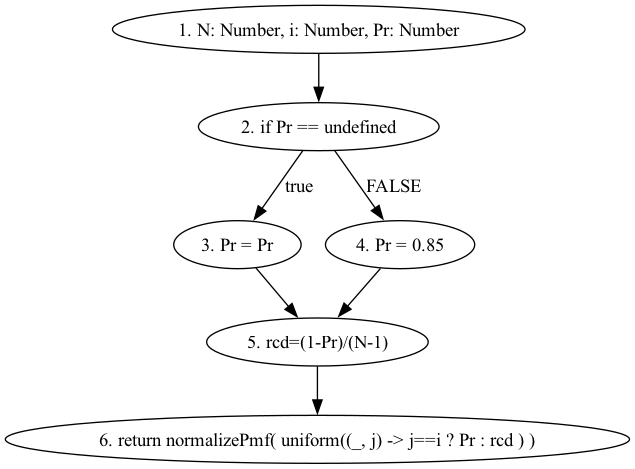 1. N: Number, i: Number, Pr: Number
2. if Pr == undefined
true
FALSE
3. Pr = Pr
4. Pr = 0.85
5. rcd=(1-Pr)/(N-1)
6. return normalizePmf( uniform((_, j) -> j==i ? Pr : rcd ) )